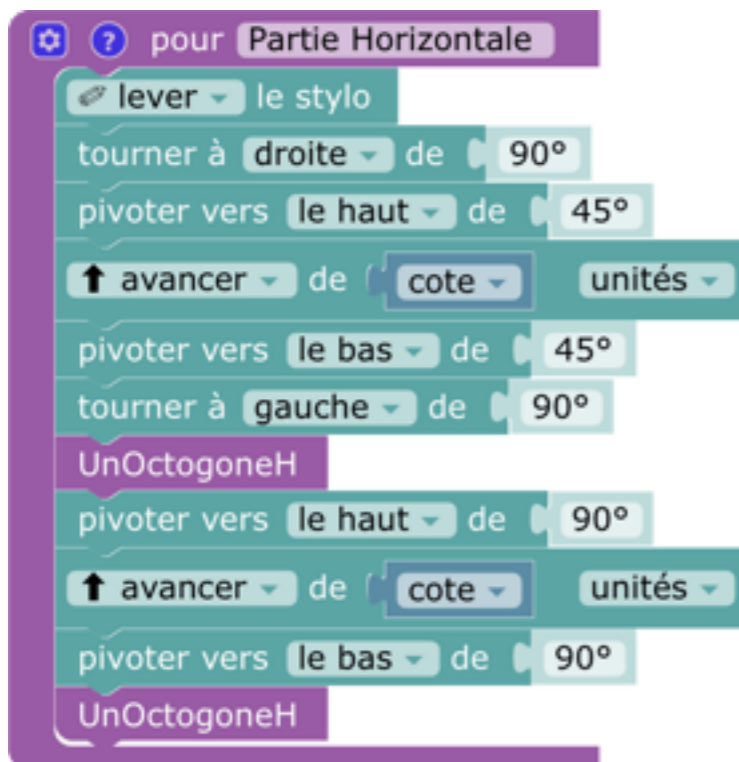 ? pour Partie Horizontale
lever le stylo
tourner à droite de 90°
pivoter vers le haut de 45°
avancer de cote unités
pivoter vers le bas de 45°
tourner à gauche de 90°
UnOctogoneH
pivoter vers le haut de 90°
avancer de cote unités
pivoter vers le bas de 90°
UnOctogoneH